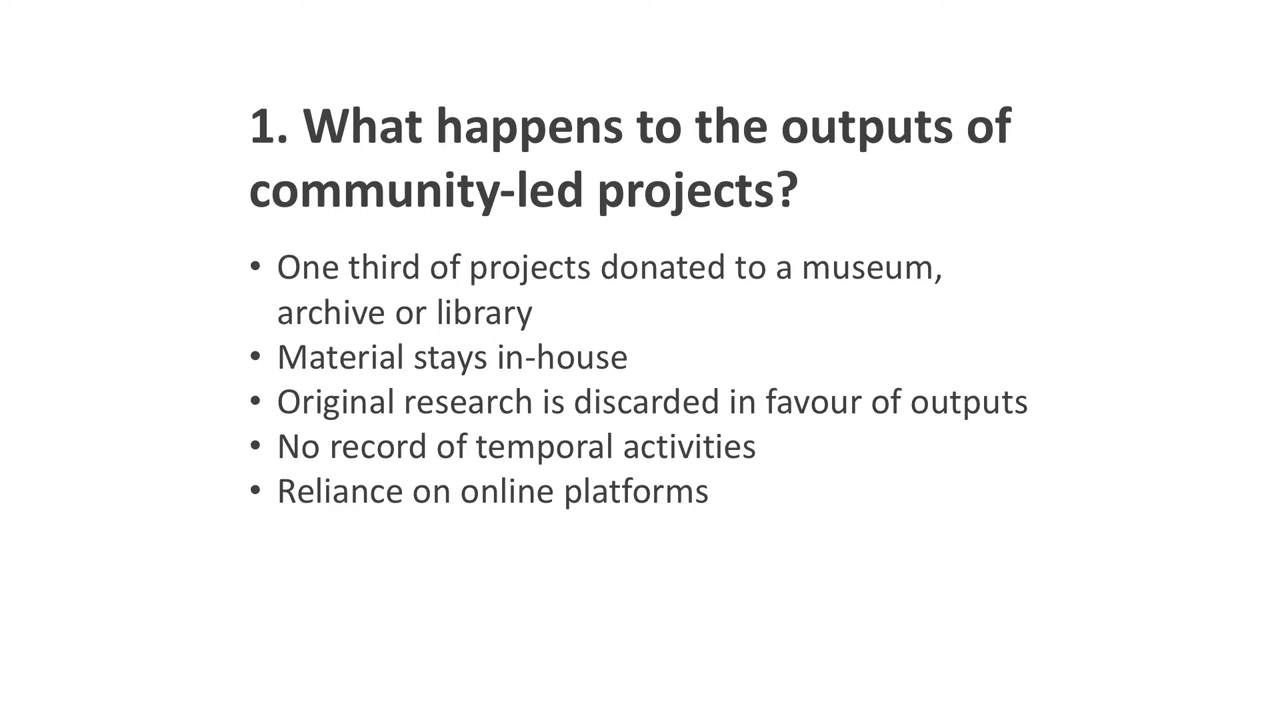 1. What happens to the outputs of
community-led projects?
• One third of projects donated to a museum,
archive or library
• Material stays in-house
• Original research is discarded in favour of outputs
• No record of temporal activities
• Reliance on online platforms